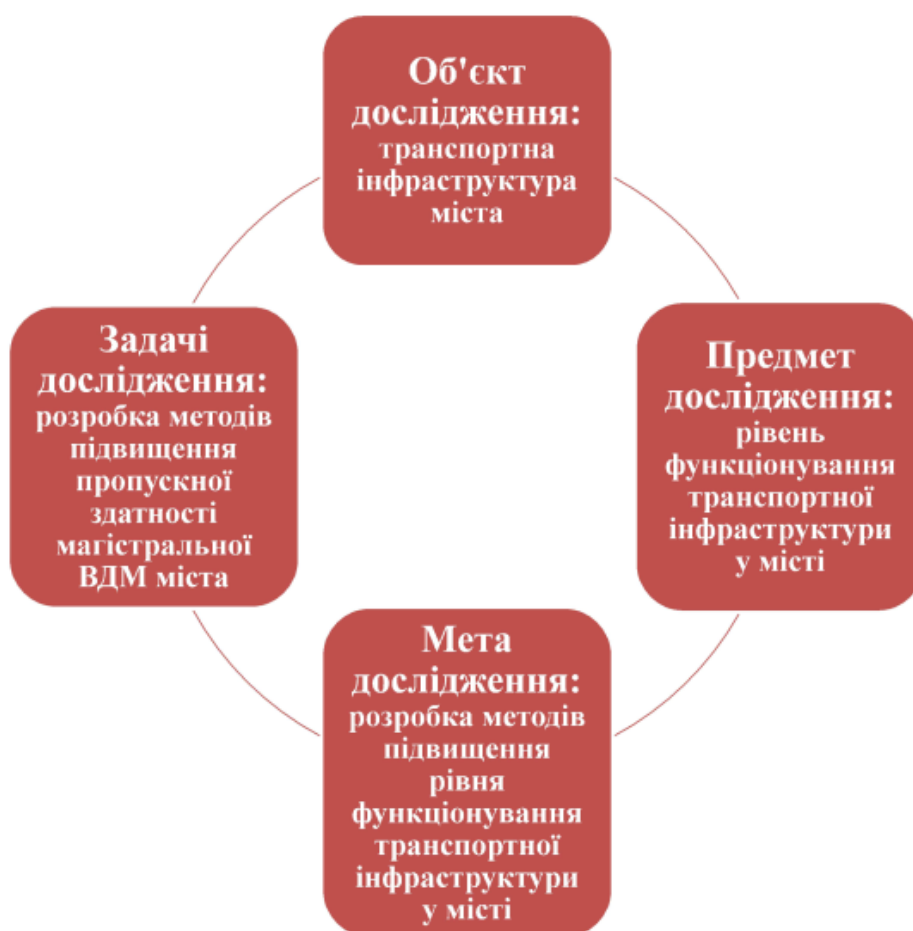 Об'єкт
дослідження:
транспортна
інфраструктура
міста
Предмет
дослідження:
рівень
функціонування
транспортної
інфраструктури
у місті
Мета
дослідження:
розробка методів
підвищення
рівня
функціонування
транспортної
інфраструктури
у місті
Задачі
дослідження:
розробка методів
підвищення
пропускної
здатності
магістральної
ВДМ міста